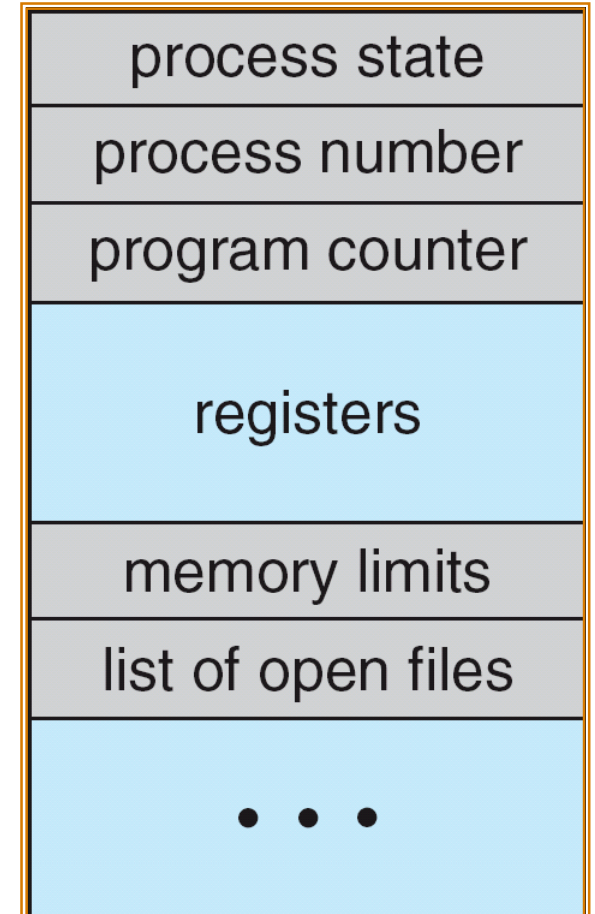 process state
process number
program counter
registers
memory limits
list of open files
• • •